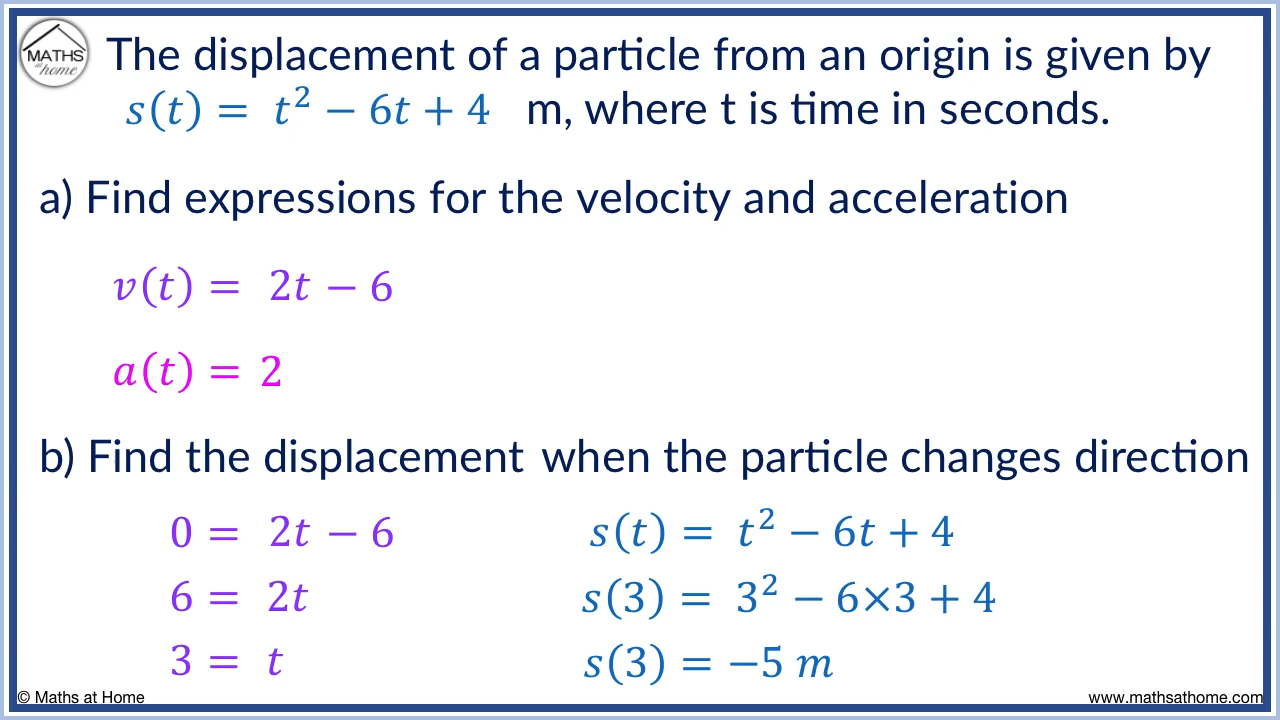 MATHS
at home
The displacement of a particle from an origin is given by
s(t) = t² − 6t + 4 m, where t is time in seconds.
a) Find expressions for the velocity and acceleration
v(t) = 2t − 6
a(t) = 2
b) Find the displacement when the particle changes direction
0 = 2t − 6
6 = 2t
3 = t
s(t) = t² − 6t + 4
s(3) = 3² − 6×3 + 4
s(3) = −5 m
© Maths at Home
www.mathsathome.com